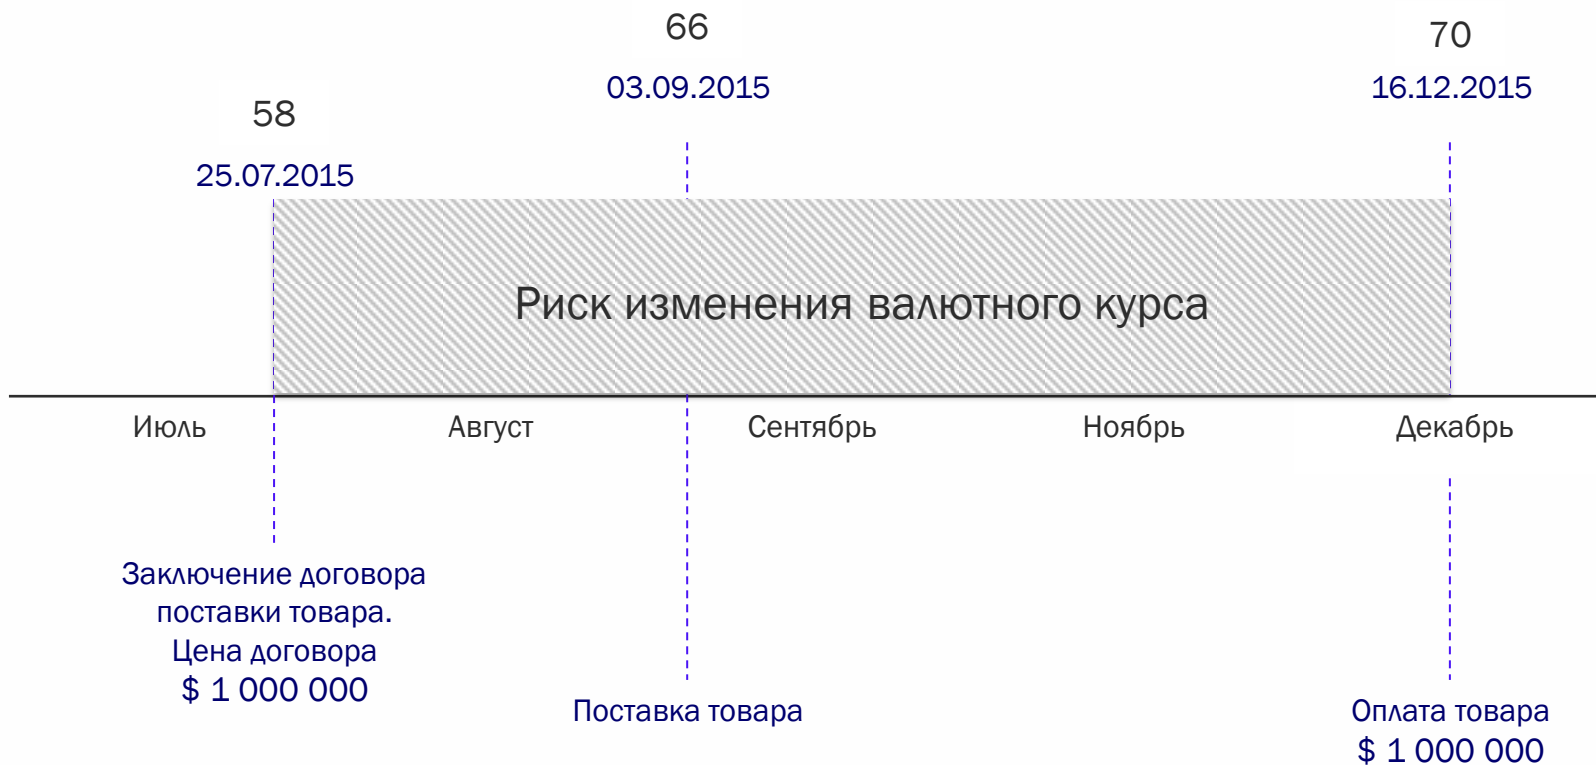 66
03.09.2015
70
16.12.2015
58
25.07.2015
Риск изменения валютного курса
Июль
Август
Сентябрь
Ноябрь
Декабрь
Заключение договора
поставки товара.
Цена договора
$ 1 000 000
Поставка товара
Оплата товара
$ 1 000 000